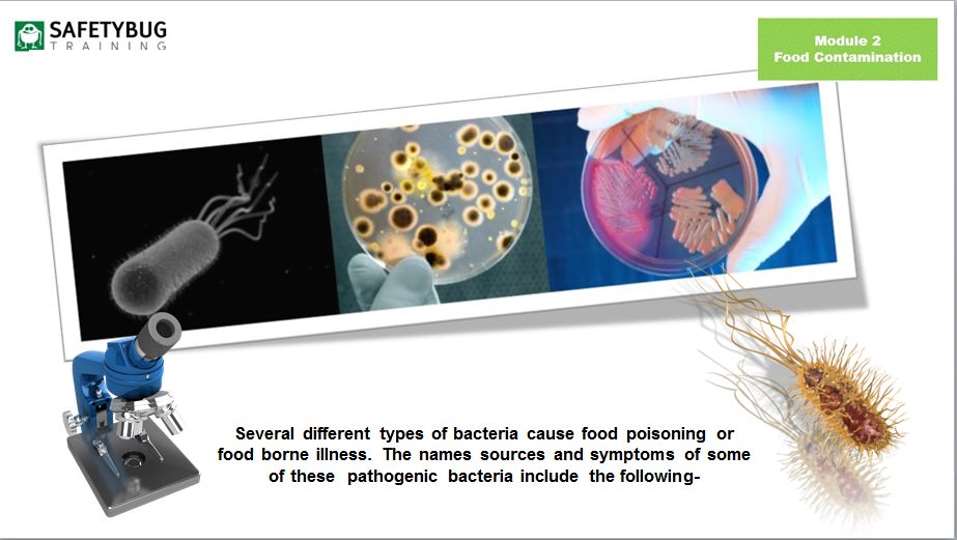 SAFETYBUG
TRAINING
Module 2
Food Contamination
Several different types of bacteria cause food poisoning or
food borne illness. The names sources and symptoms of some
of these pathogenic bacteria include the following-